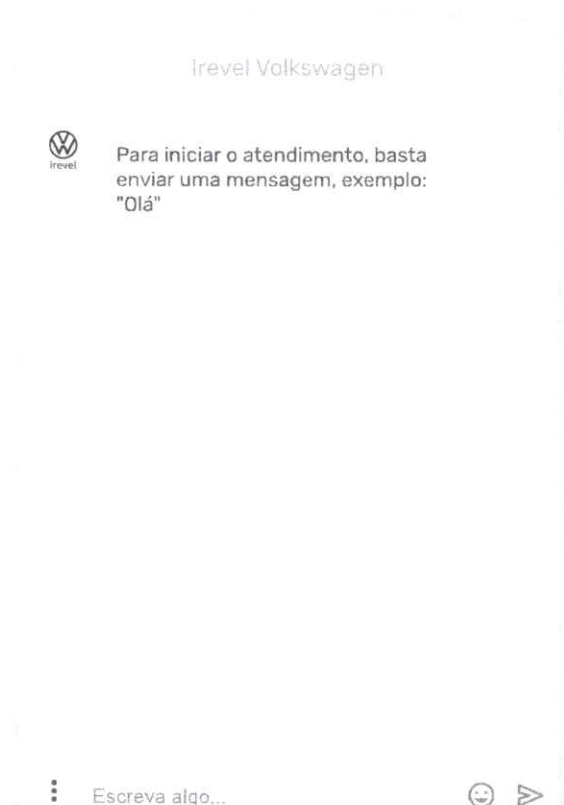 Irevel Volkswagen
irevel
Para iniciar o atendimento, basta
enviar uma mensagem, exemplo:
"Olá"
Escreva algo...